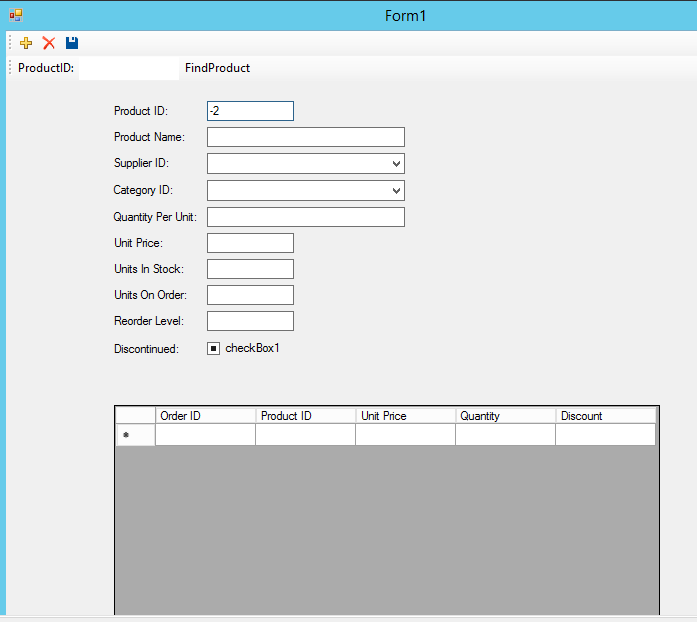 Form1
ProductID: FindProduct
Product ID: -2
Product Name:
Supplier ID:
Category ID:
Quantity Per Unit:
Unit Price:
Units In Stock:
Units On Order:
Reorder Level:
Discontinued: checkBox1
Order ID Product ID Unit Price Quantity Discount